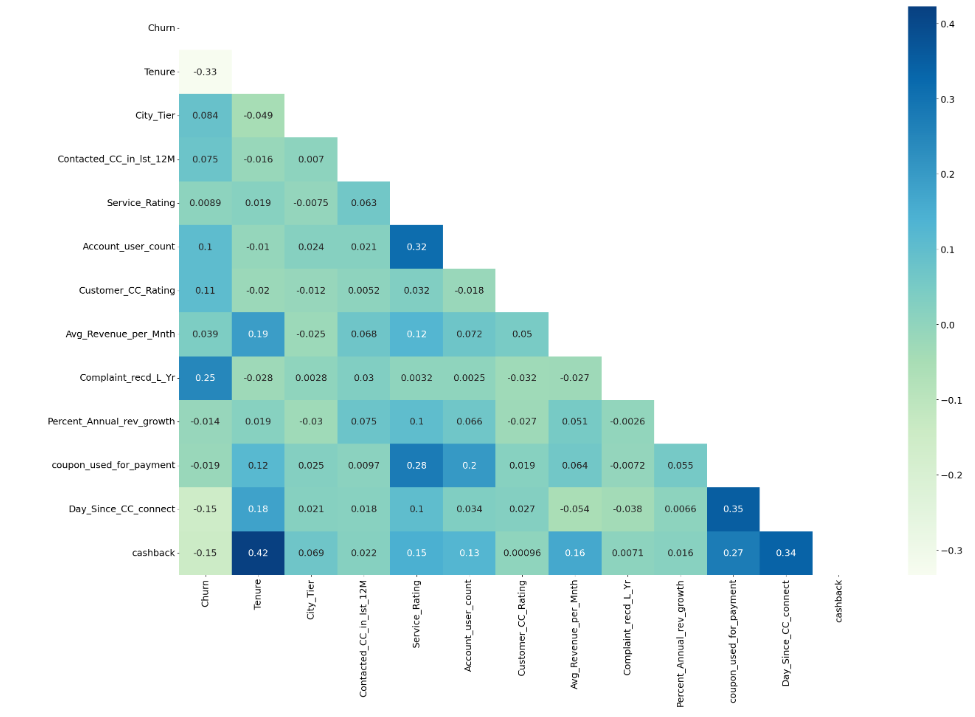 Churn
Tenure -0.33
City_Tier 0.084 -0.049
Contacted_CC_in_lst_12M 0.075 -0.016 0.007
Service_Rating 0.0089 0.019 -0.0075 0.063
Account_user_count 0.1 -0.01 0.024 0.021 0.32
Customer_CC_Rating 0.11 -0.02 -0.012 0.0052 0.032 -0.018
Avg_Revenue_per_Mnth 0.039 0.19 -0.025 0.068 0.12 0.072 0.05
Complaint_recd_L_Yr 0.25 -0.028 0.0028 0.03 0.0032 0.0025 -0.032 -0.027
Percent_Annual_rev_growth -0.014 0.019 -0.03 0.075 0.1 0.066 -0.027 0.051 -0.0026
coupon_used_for_payment -0.019 0.12 0.025 0.0097 0.28 0.2 0.019 0.064 -0.0072 0.055
Day_Since_CC_connect -0.15 0.18 0.021 0.018 0.1 0.034 0.027 -0.054 -0.038 0.0066 0.35
cashback -0.15 0.42 0.069 0.022 0.15 0.13 0.00096 0.16 0.0071 0.016 0.27 0.34
Churn
Tenure
City_Tier
Contacted_CC_in_lst_12M
Service_Rating
Account_user_count
Customer_CC_Rating
Avg_Revenue_per_Mnth
Complaint_recd_L_Yr
Percent_Annual_rev_growth
coupon_used_for_payment
Day_Since_CC_connect
cashback
0.4
0.3
0.2
0.1
0.0
−0.1
−0.2
−0.3